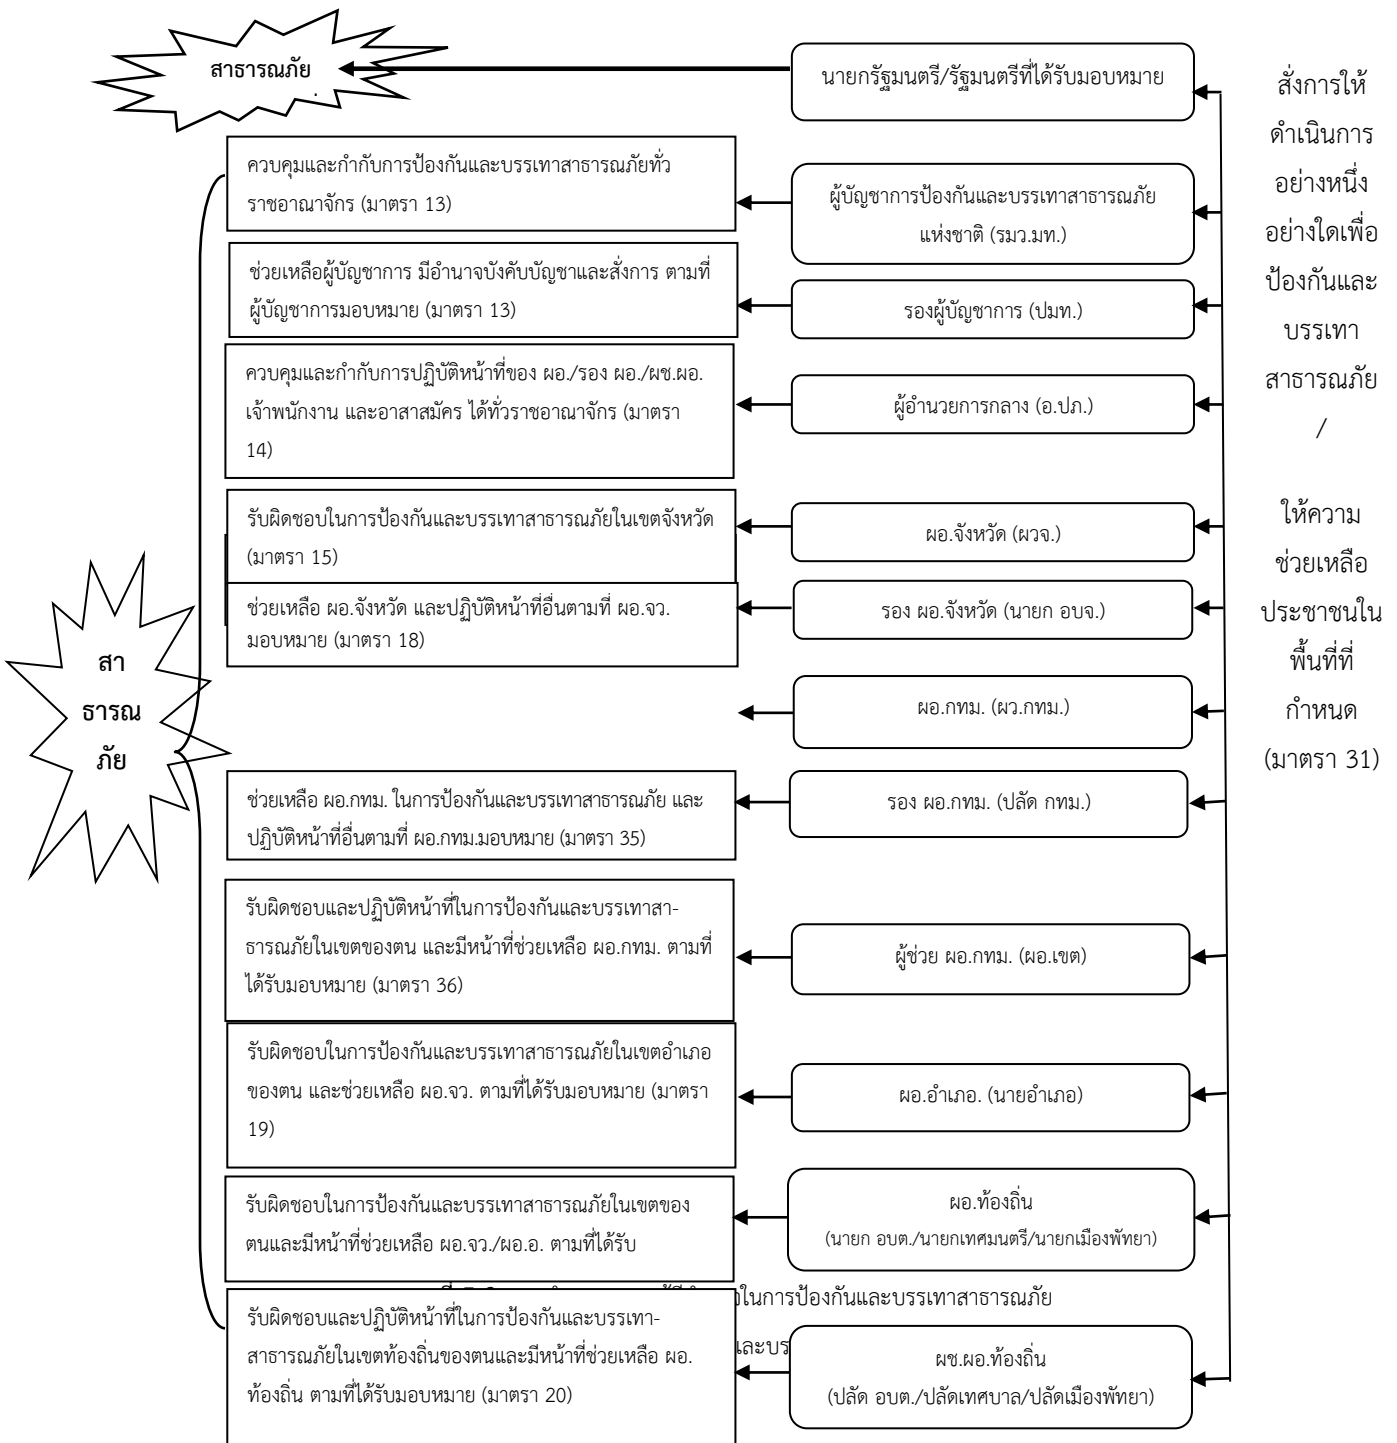 สาธารณภัย
นายกรัฐมนตรี/รัฐมนตรีที่ได้รับมอบหมาย
ควบคุมและกำกับการป้องกันและบรรเทาสาธารณภัยทั่ว
ราชอาณาจักร (มาตรา 13)
ผู้บัญชาการป้องกันและบรรเทาสาธารณภัย
แห่งชาติ (รมว.มท.)
ช่วยเหลือผู้บัญชาการ มีอำนาจบังคับบัญชาและสั่งการ ตามที่
ผู้บัญชาการมอบหมาย (มาตรา 13)
รองผู้บัญชาการ (ปมท.)
ควบคุมและกำกับการปฏิบัติหน้าที่ของ ผอ./รอง ผอ./ผช.ผอ.
เจ้าพนักงาน และอาสาสมัคร ได้ทั่วราชอาณาจักร (มาตรา
14)
ผู้อำนวยการกลาง (อ.ปภ.)
รับผิดชอบในการป้องกันและบรรเทาสาธารณภัยในเขตจังหวัด
(มาตรา 15)
ผอ.จังหวัด (ผวจ.)
ช่วยเหลือ ผอ.จังหวัด และปฏิบัติหน้าที่อื่นตามที่ ผอ.จว.
มอบหมาย (มาตรา 18)
รอง ผอ.จังหวัด (นายก อบจ.)
ผอ.กทม. (ผว.กทม.)
ช่วยเหลือ ผอ.กทม. ในการป้องกันและบรรเทาสาธารณภัย และ
ปฏิบัติหน้าที่อื่นตามที่ ผอ.กทม.มอบหมาย (มาตรา 35)
รอง ผอ.กทม. (ปลัด กทม.)
รับผิดชอบและปฏิบัติหน้าที่ในการป้องกันและบรรเทาสา-
ธารณภัยในเขตของตน และมีหน้าที่ช่วยเหลือ ผอ.กทม. ตามที่
ได้รับมอบหมาย (มาตรา 36)
ผู้ช่วย ผอ.กทม. (ผอ.เขต)
รับผิดชอบในการป้องกันและบรรเทาสาธารณภัยในเขตอำเภอ
ของตน และช่วยเหลือ ผอ.จว. ตามที่ได้รับมอบหมาย (มาตรา
19)
ผอ.อำเภอ. (นายอำเภอ)
รับผิดชอบในการป้องกันและบรรเทาสาธารณภัยในเขตของ
ตนและมีหน้าที่ช่วยเหลือ ผอ.จว./ผอ.อ. ตามที่ได้รับ
ผอ.ท้องถิ่น
(นายก อบต./นายกเทศมนตรี/นายกเมืองพัทยา)
ในการป้องกันและบรรเทาสาธารณภัย
และบร
รับผิดชอบและปฏิบัติหน้าที่ในการป้องกันและบรรเทา-
สาธารณภัยในเขตท้องถิ่นของตนและมีหน้าที่ช่วยเหลือ ผอ.
ท้องถิ่น ตามที่ได้รับมอบหมาย (มาตรา 20)
ผช.ผอ.ท้องถิ่น
(ปลัด อบต./ปลัดเทศบาล/ปลัดเมืองพัทยา)
สา
ธารณ
ภัย
สั่งการให้
ดำเนินการ
อย่างหนึ่ง
อย่างใดเพื่อ
ป้องกันและ
บรรเทา
สาธารณภัย
/
ให้ความ
ช่วยเหลือ
ประชาชนใน
พื้นที่ที่
กำหนด
(มาตรา 31)